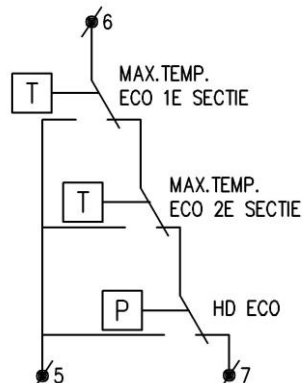 6
MAX.TEMP.
T
ECO 1E SECTIE
MAX.TEMP.
T
ECO 2E SECTIE
P
HD ECO
5
7